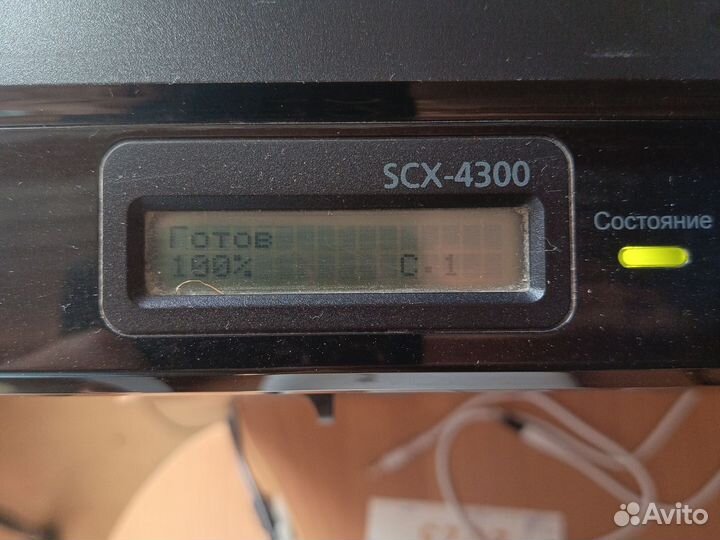 SCX-4300
Состояние
Готов
100% С.1
Avito